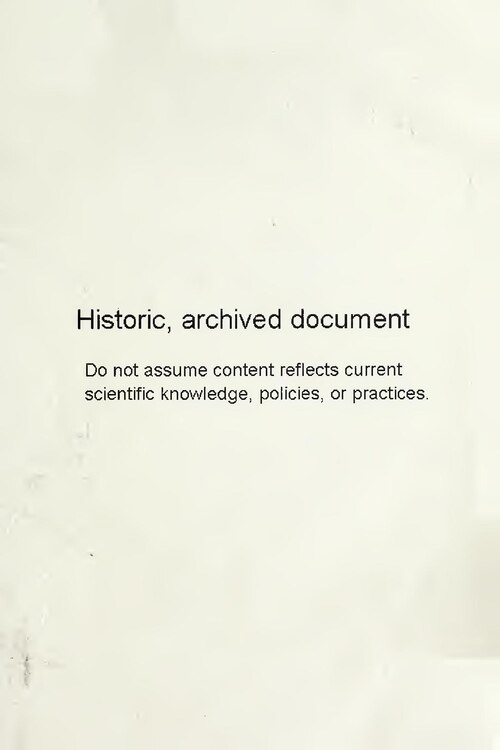 Historic, archived document
Do not assume content reflects current
scientific knowledge, policies, or practices.